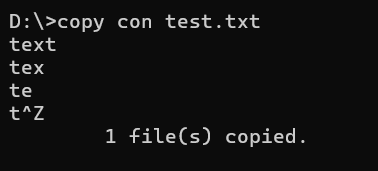 D:\>copy con test.txt
text
tex
te
t^Z
        1 file(s) copied.